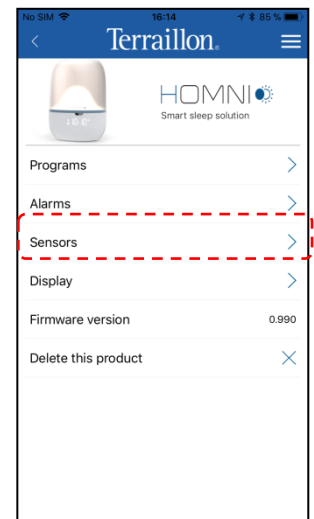 No SIM 16:14 85 %
Terraillon.
HOMNI
Smart sleep solution
Programs
Alarms
Sensors
Display
Firmware version 0.990
Delete this product